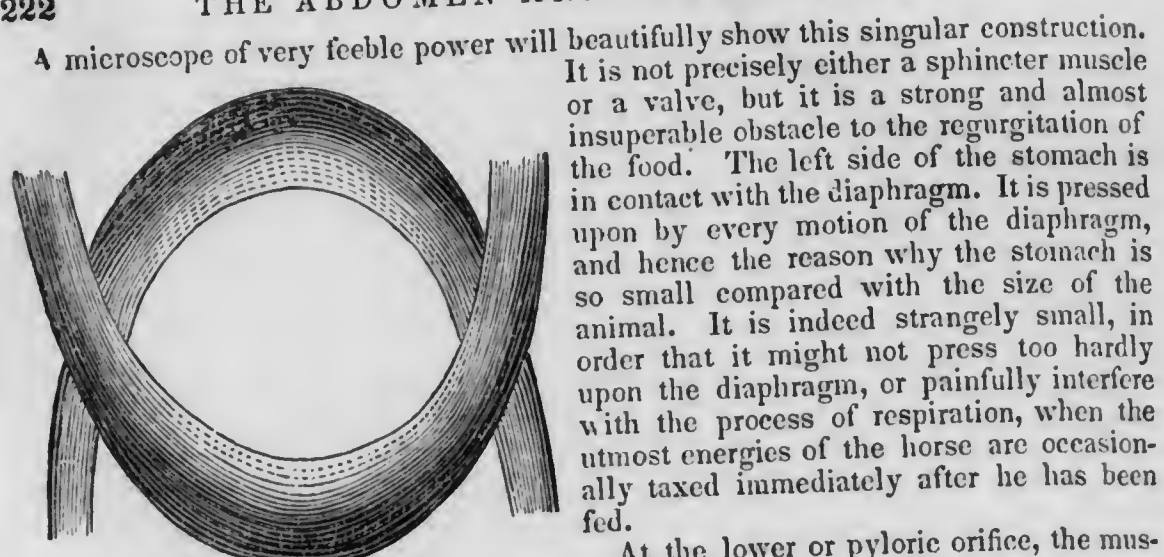 222 THE ABDOMEN
A microscope of very feeble power will beautifully show this singular construction.
It is not precisely either a sphincter muscle
or a valve, but it is a strong and almost
insuperable obstacle to the regurgitation of
the food. The left side of the stomach is
in contact with the diaphragm. It is pressed
upon by every motion of the diaphragm,
and hence the reason why the stomach is
so small compared with the size of the
animal. It is indeed strangely small, in
order that it might not press too hardly
upon the diaphragm, or painfully interfere
with the process of respiration, when the
utmost energies of the horse are occasion-
ally taxed immediately after he has been
fed.
At the lower or pyloric orifice, the mus-